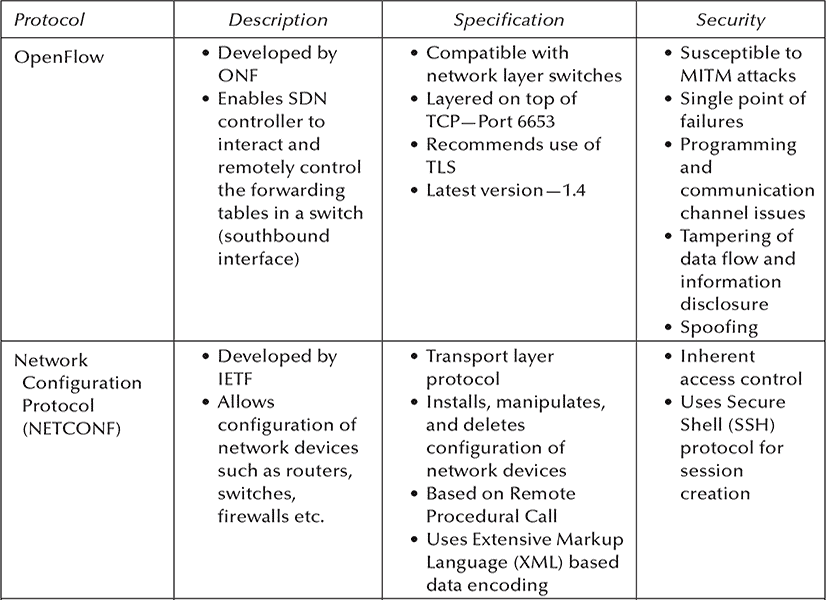 Protocol
Description
Specification
Security
OpenFlow
• Developed by
ONF
• Enables SDN
controller to
interact and
remotely control
the forwarding
tables in a switch
(southbound
interface)
• Compatible with
network layer switches
• Layered on top of
TCP—Port 6653
• Recommends use of
TLS
• Latest version—1.4
• Susceptible to
MITM attacks
• Single point of
failures
• Programming
and
communication
channel issues
• Tampering of
data flow and
information
disclosure
• Spoofing
Network
Configuration
Protocol
(NETCONF)
• Developed by
IETF
• Allows
configuration of
network devices
such as routers,
switches,
firewalls etc.
• Transport layer
protocol
• Installs, manipulates,
and deletes
configuration of
network devices
• Based on Remote
Procedural Call
• Uses Extensive Markup
Language (XML) based
data encoding
• Inherent
access control
• Uses Secure
Shell (SSH)
protocol for
session
creation